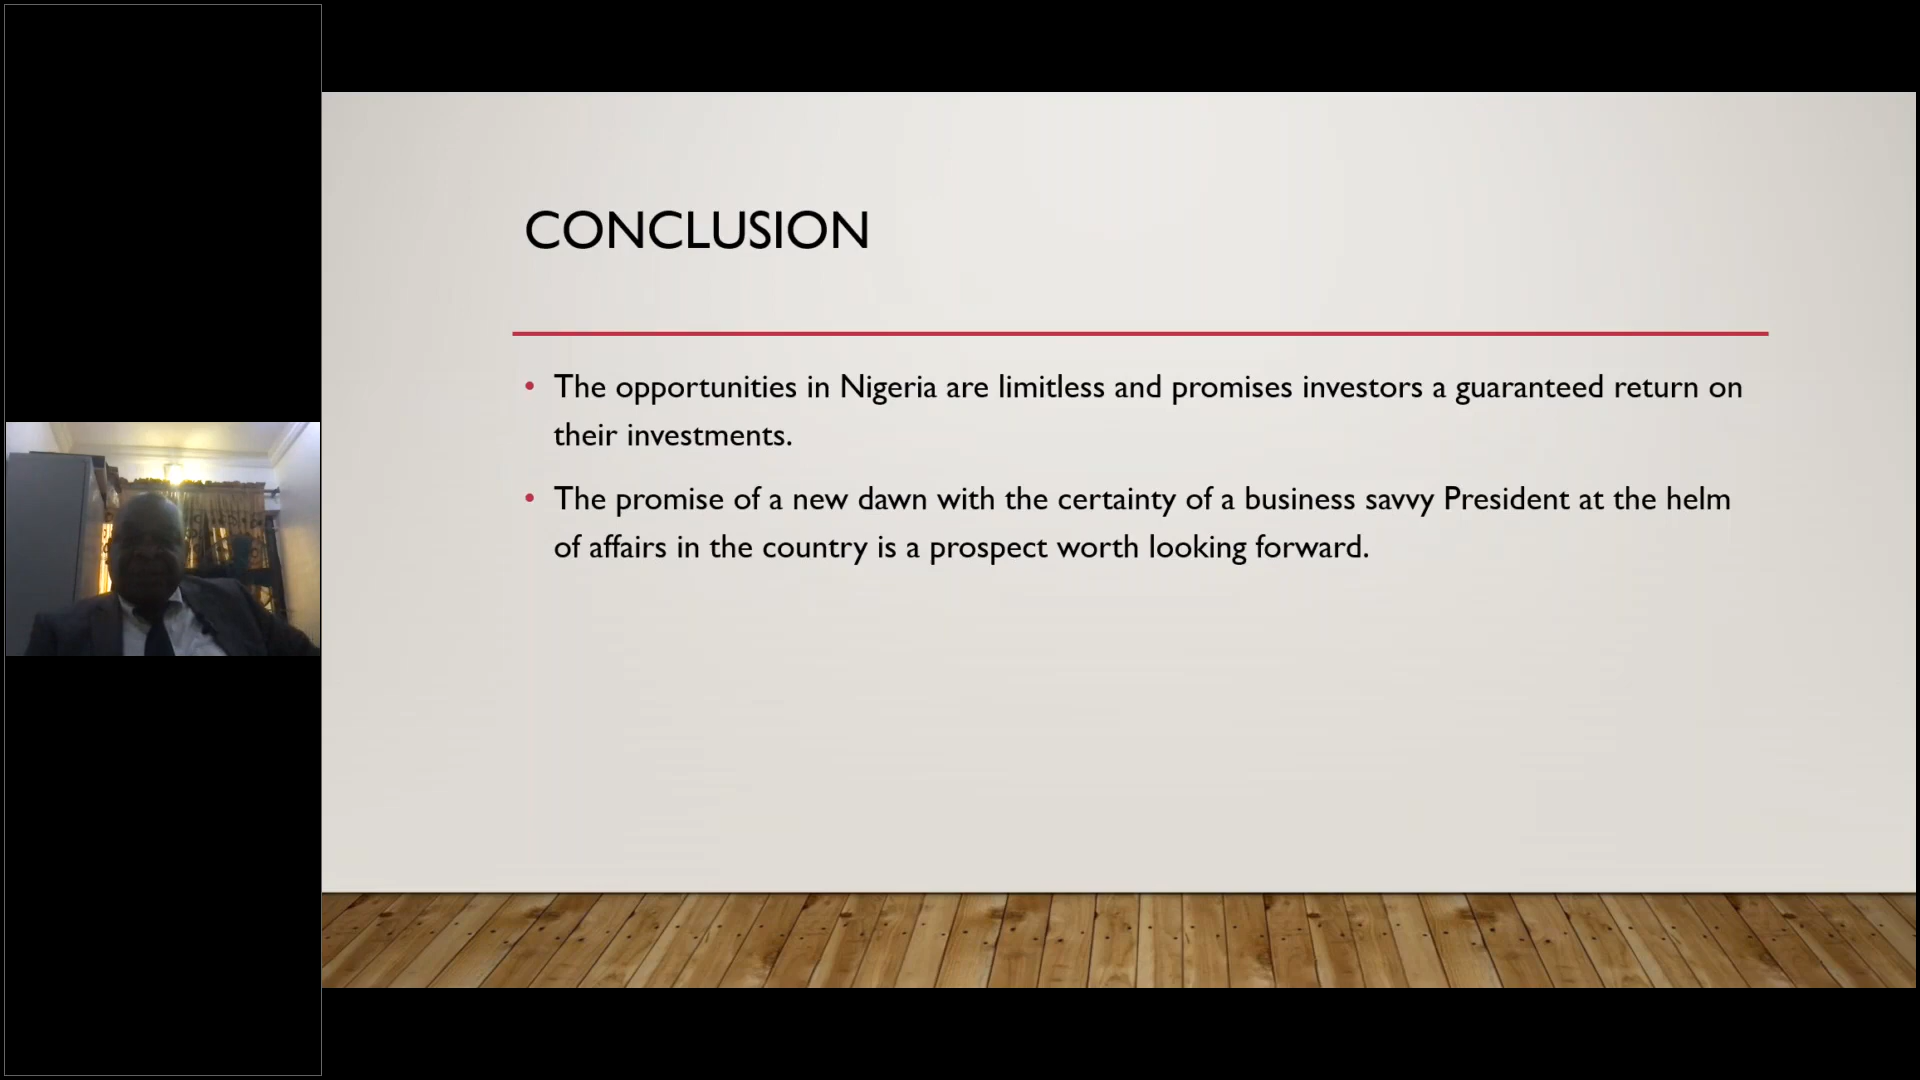 CONCLUSION
• The opportunities in Nigeria are limitless and promises investors a guaranteed return on
their investments.
• The promise of a new dawn with the certainty of a business savvy President at the helm
of affairs in the country is a prospect worth looking forward.